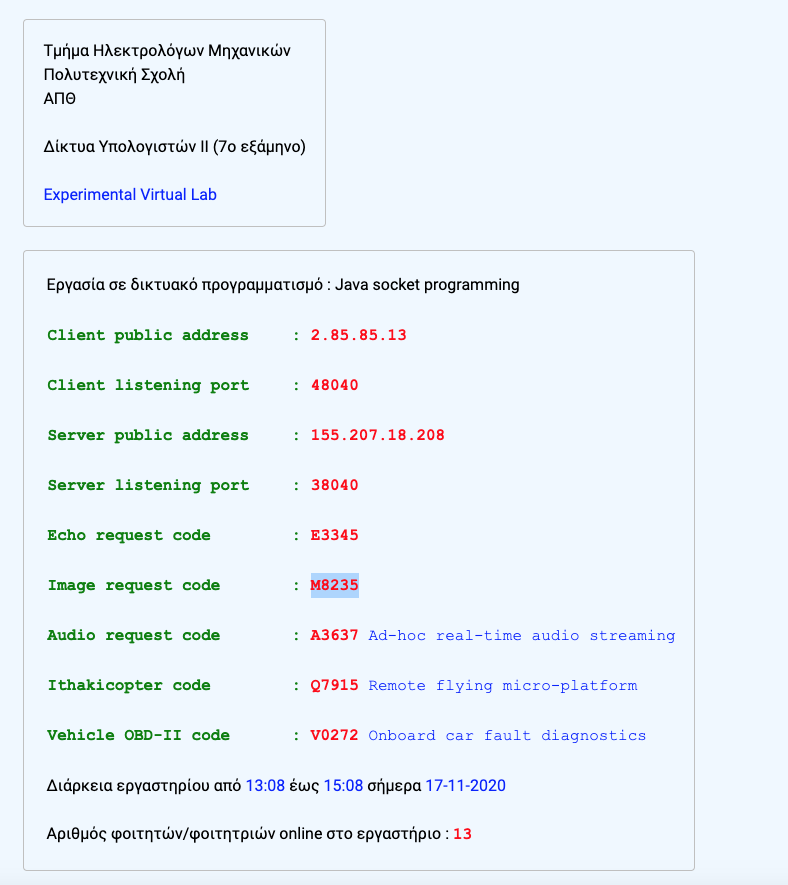 Τμήμα Ηλεκτρολόγων Μηχανικών
Πολυτεχνική Σχολή
ΑΠΘ
Δίκτυα Υπολογιστών ΙΙ (7ο εξάμηνο)
Experimental Virtual Lab
Εργασία σε δικτυακό προγραμματισμό : Java socket programming
Client public address : 2.85.85.13
Client listening port : 48040
Server public address : 155.207.18.208
Server listening port : 38040
Echo request code : E3345
Image request code : M8235
Audio request code : A3637 Ad-hoc real-time audio streaming
Ithakicopter code : Q7915 Remote flying micro-platform
Vehicle OBD-II code : V0272 Onboard car fault diagnostics
Διάρκεια εργαστηρίου από 13:08 έως 15:08 σήμερα 17-11-2020
Αριθμός φοιτητών/φοιτητριών online στο εργαστήριο : 13